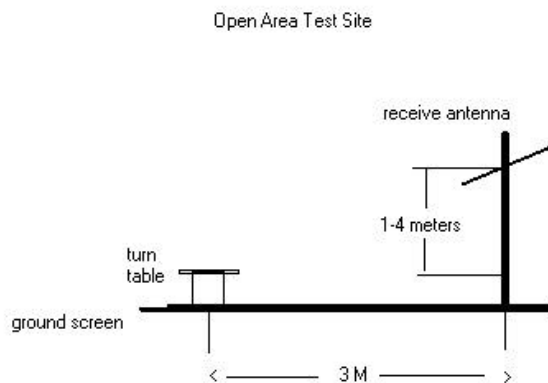 Open Area Test Site
receive antenna
1-4 meters
turn
table
ground screen
3 M